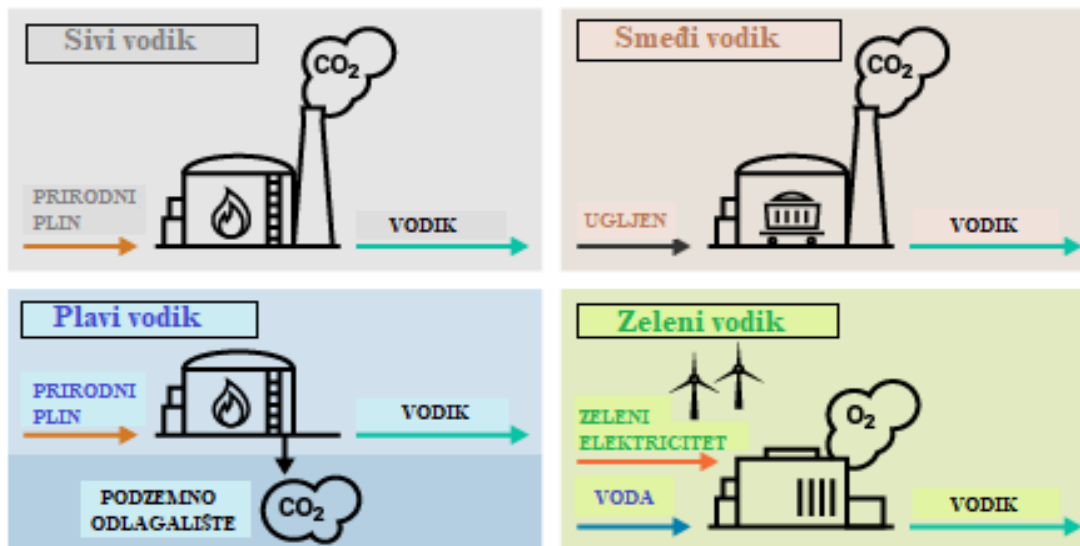 Sivi vodik
CO₂
PRIRODNI
PLIN
VODIK
Smeđi vodik
CO₂
UGLJEN
VODIK
Plavi vodik
PRIRODNI
PLIN
VODIK
PODZEMNO
ODLAGALIŠTE
CO₂
Zeleni vodik
O₂
ZELENI
ELEKTRICITET
VODA
VODIK